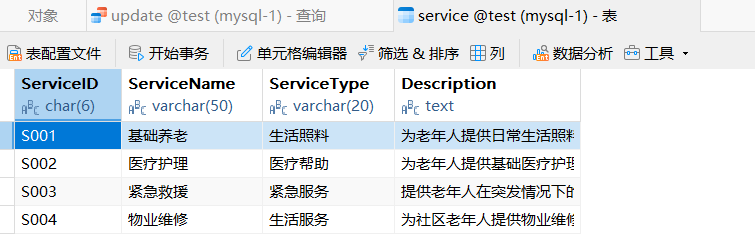 对象 update @test (mysql-1) - 查询 service @test (mysql-1) - 表
表配置文件 开始事务 单元格编辑器 筛选 & 排序 列 数据分析 工具
ServiceID ServiceName ServiceType Description
char(6) varchar(50) varchar(20) text
S001 基础养老 生活照料 为老年人提供日常生活照料
S002 医疗护理 医疗帮助 为老年人提供基础医疗护理
S003 紧急救援 紧急服务 提供老年人在突发情况下的
S004 物业维修 生活服务 为社区老年人提供物业维修